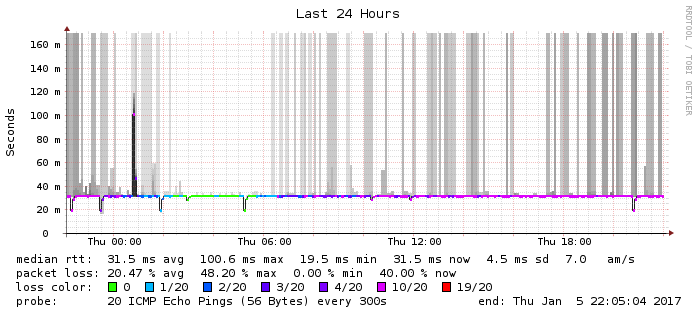 Last 24 Hours
RRDTOOL / TOBI OETIKER
Seconds
160 m
140 m
120 m
100 m
80 m
60 m
40 m
20 m
0
Thu 00:00 Thu 06:00 Thu 12:00 Thu 18:00
median rtt: 31.5 ms avg 100.6 ms max 19.5 ms min 31.5 ms now 4.5 ms sd 7.0 am/s
packet loss: 20.47 % avg 48.20 % max 0.00 % min 40.00 % now
loss color: 0 1/20 2/20 3/20 4/20 10/20 19/20
probe: 20 ICMP Echo Pings (56 Bytes) every 300s end: Thu Jan 5 22:05:04 2017